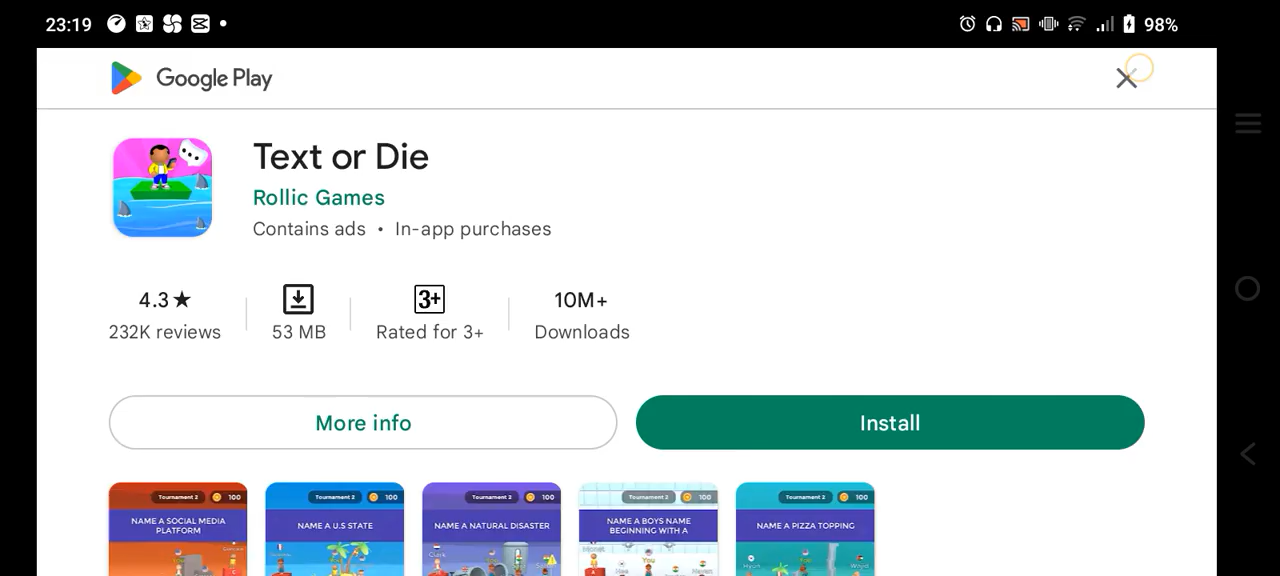 23:19
98%
Google Play
Text or Die
Rollic Games
Contains ads • In-app purchases
4.3★
232K reviews
53 MB
3+
Rated for 3+
10M+
Downloads
More info
Install
Tournament 2 100
NAME A SOCIAL MEDIA
PLATFORM
Tournament 2 100
NAME A U.S STATE
Tournament 2 100
NAME A NATURAL DISASTER
Tournament 2 100
NAME A BOYS NAME
BEGINNING WITH A
You
Tournament 2 100
NAME A PIZZA TOPPING